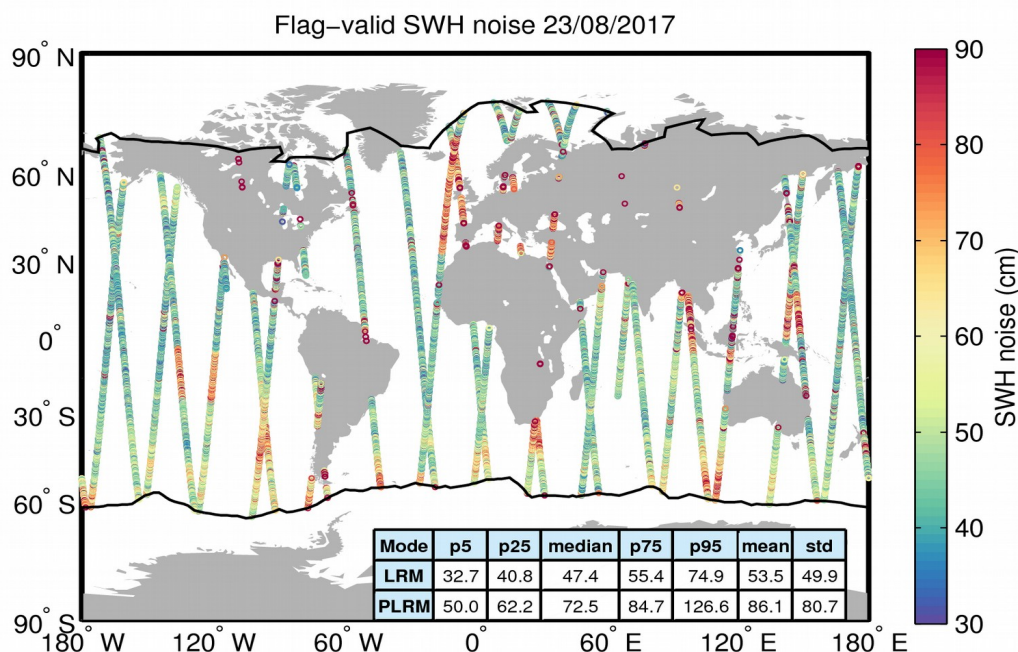 Flag−valid SWH noise 23/08/2017
90° N
60° N
30° N
0°
30° S
60° S
90° S
180° W 120° W 60° W 0° 60° E 120° E 180° E
90
80
70
60
50
40
30
SWH noise (cm)
Mode p5 p25 median p75 p95 mean std
LRM 32.7 40.8 47.4 55.4 74.9 53.5 49.9
PLRM 50.0 62.2 72.5 84.7 126.6 86.1 80.7